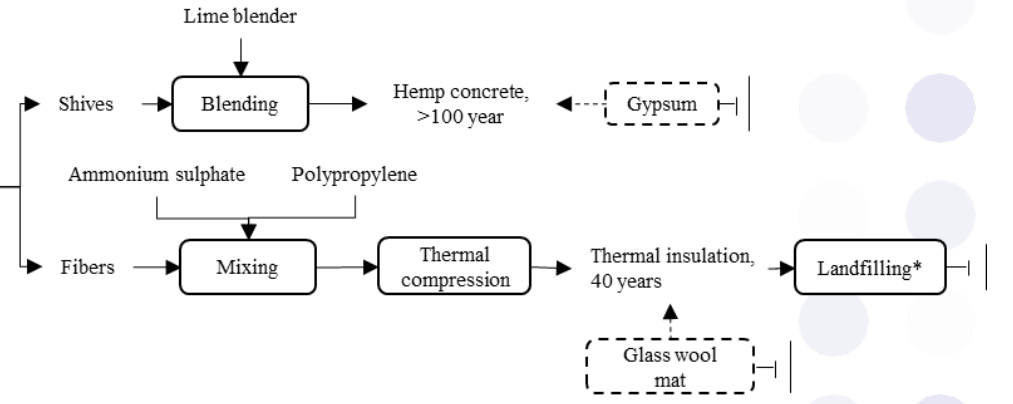 Lime blender
Shives
Blending
Hemp concrete,
>100 year
Gypsum
Ammonium sulphate
Polypropylene
Fibers
Mixing
Thermal
compression
Thermal insulation,
40 years
Landfilling*
Glass wool
mat